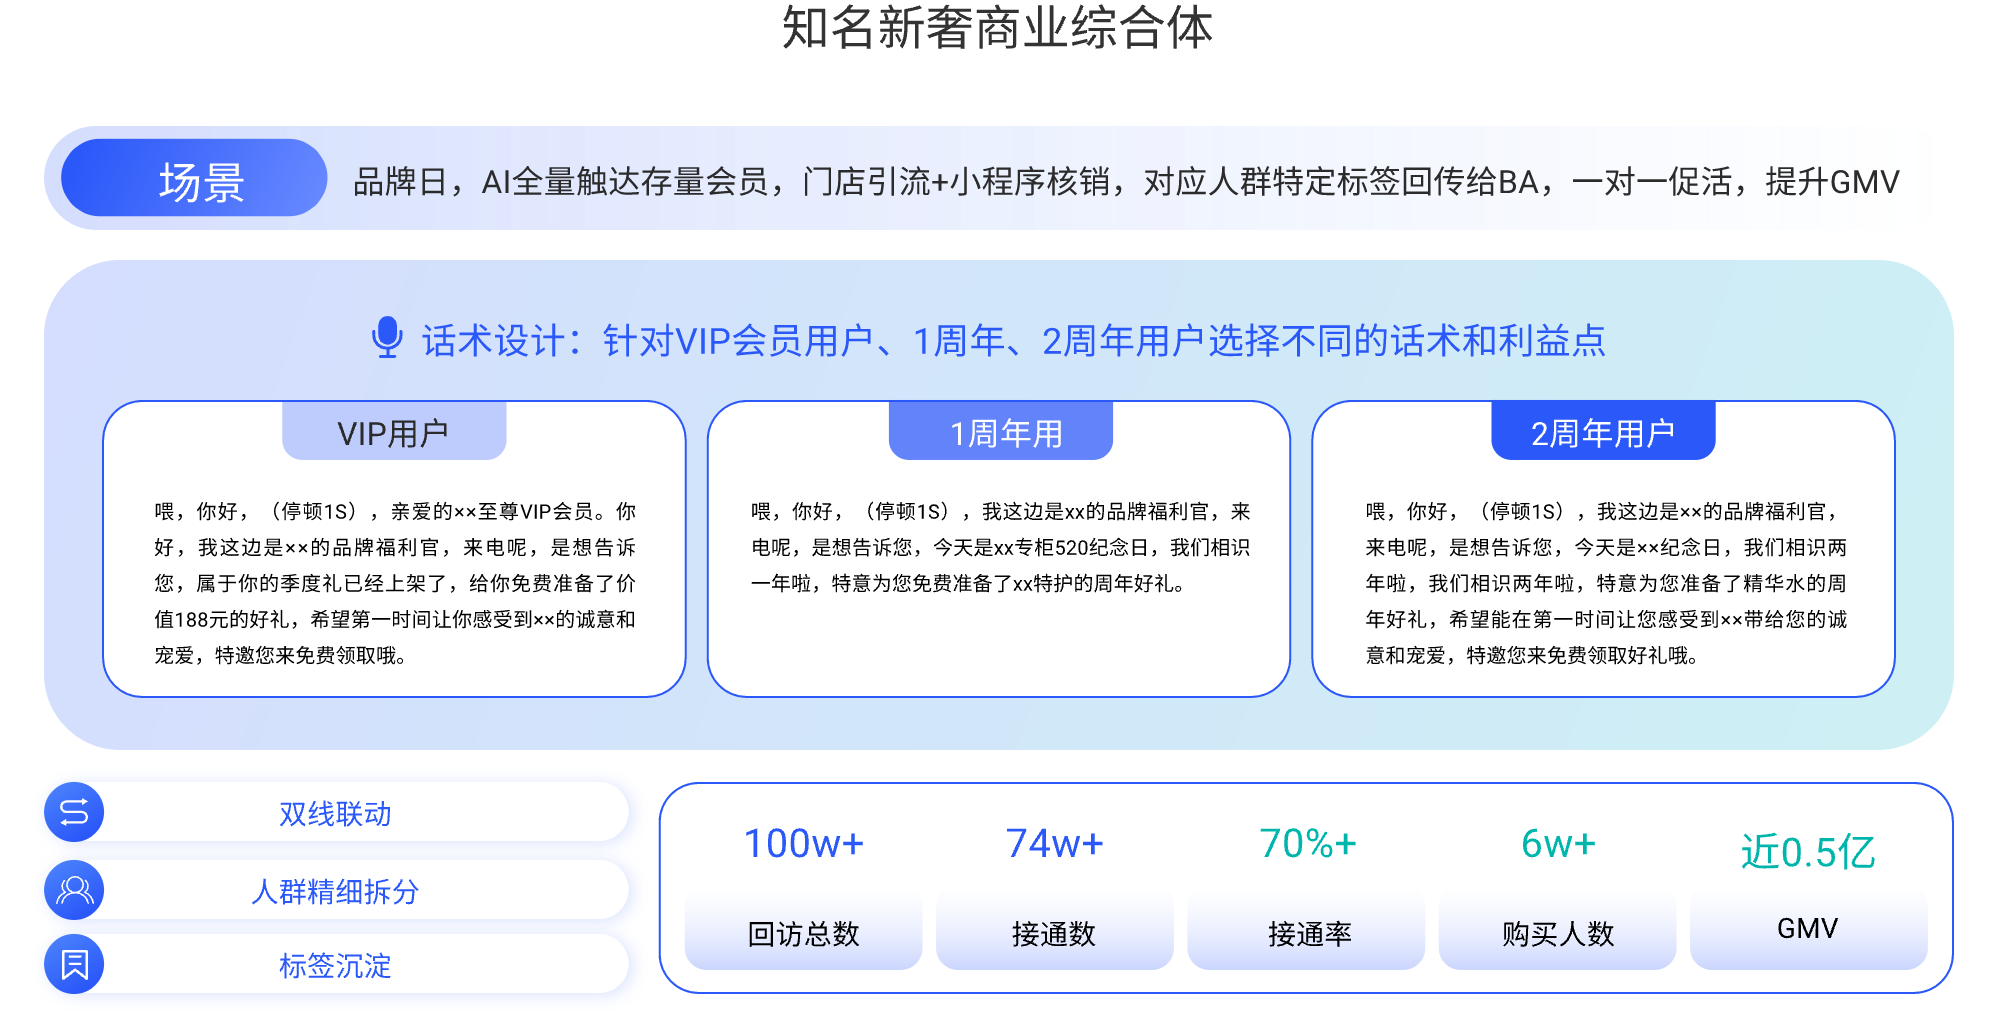 知名新奢商业综合体
场景
品牌日，AI全量触达存量会员，门店引流+小程序核销，对应人群特定标签回传给BA，一对一促活，提升GMV
话术设计：针对VIP会员用户、1周年、2周年用户选择不同的话术和利益点
VIP用户
喂，你好，（停顿1S），亲爱的××至尊VIP会员。你
好，我这边是××的品牌福利官，来电呢，是想告诉
您，属于你的季度礼已经上架了，给你免费准备了价
值188元的好礼，希望第一时间让你感受到××的诚意和
宠爱，特邀您来免费领取哦。
1周年用
喂，你好，（停顿1S），我这边是xx的品牌福利官，来
电呢，是想告诉您，今天是xx专柜520纪念日，我们相识
一年啦，特意为您免费准备了xx特护的周年好礼。
2周年用户
喂，你好，（停顿1S），我这边是××的品牌福利官，
来电呢，是想告诉您，今天是××纪念日，我们相识两
年啦，我们相识两年啦，特意为您准备了精华水的周
年好礼，希望能在第一时间让您感受到××带给您的诚
意和宠爱，特邀您来免费领取好礼哦。
双线联动
人群精细拆分
标签沉淀
100w+
回访总数
74w+
接通数
70%+
接通率
6w+
购买人数
近0.5亿
GMV